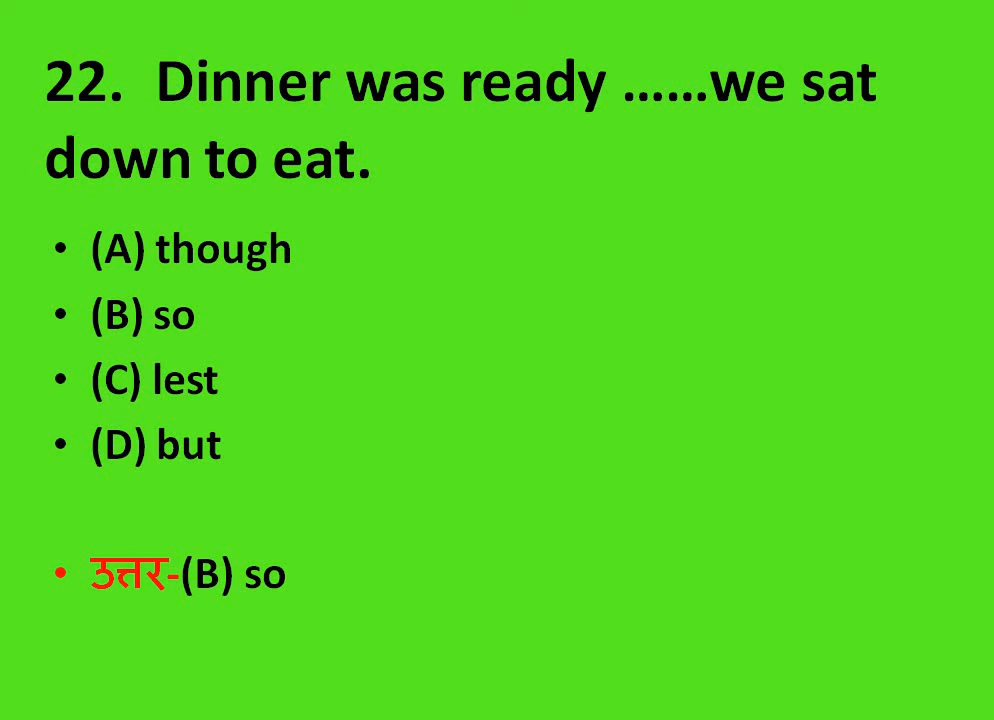 22.  Dinner was ready ……we sat
down to eat.
• (A) though
• (B) so
• (C) lest
• (D) but
• उत्तर-(B) so